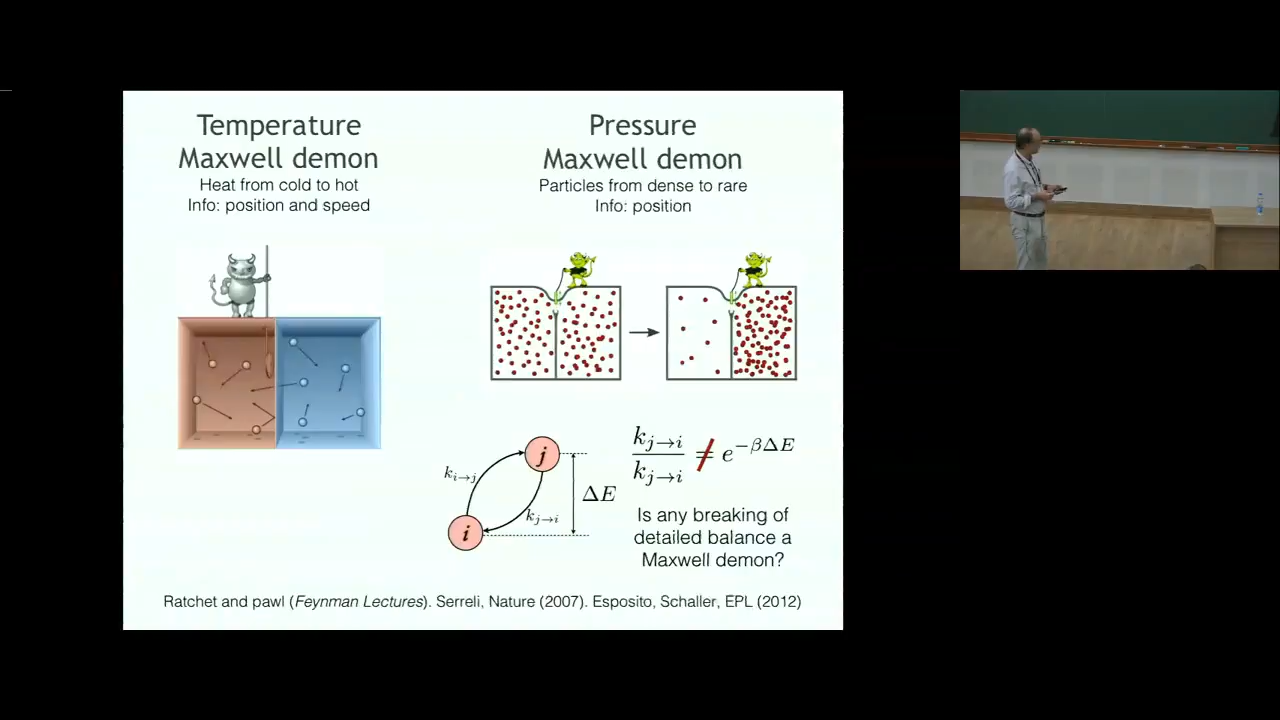 Temperature
Maxwell demon
Heat from cold to hot
Info: position and speed
Pressure
Maxwell demon
Particles from dense to rare
Info: position
k_{i→j}
j
ΔE
k_{j→i}
i
k_{j→i} / k_{j→i} ≠ e^{−βΔE}
Is any breaking of
detailed balance a
Maxwell demon?
Ratchet and pawl (Feynman Lectures). Serreli, Nature (2007). Esposito, Schaller, EPL (2012)